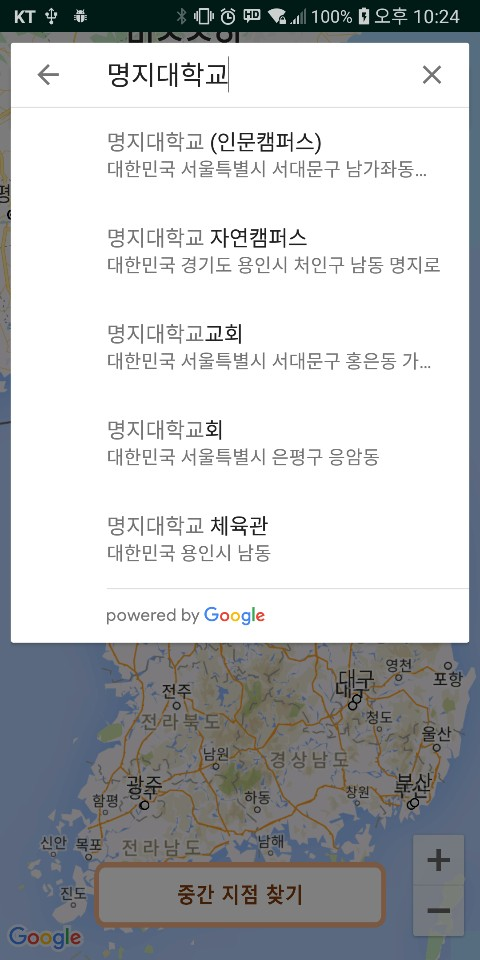 KT 100% 오후 10:24
명지대학교
명지대학교 (인문캠퍼스)
대한민국 서울특별시 서대문구 남가좌동...
명지대학교 자연캠퍼스
대한민국 경기도 용인시 처인구 남동 명지로
명지대학교교회
대한민국 서울특별시 서대문구 홍은동 가...
명지대학교회
대한민국 서울특별시 은평구 응암동
명지대학교 체육관
대한민국 용인시 남동
powered by Google
대구
대구
영천
포항
전주
전라북도
청도
울산
남원
경상남도
광주
함평
하동
창원
부산
신안
목포
전라남도
남해
진도
중간 지점 찾기
+
−
Google